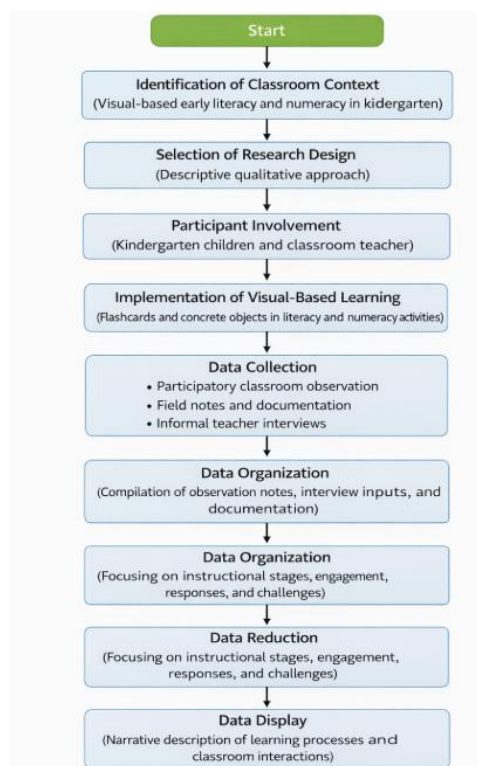 Start
Identification of Classroom Context
(Visual-based early literacy and numeracy in kidergarten)
Selection of Research Design
(Descriptive qualitative approach)
Participant Involvement
(Kindergarten children and classroom teacher)
Implementation of Visual-Based Learning
(Flashcards and concrete objects in literacy and numeracy activities)
Data Collection
• Participatory classroom observation
• Field notes and documentation
• Informal teacher interviews
Data Organization
(Compilation of observation notes, interview inputs, and
documentation)
Data Organization
(Focusing on instructional stages, engagement,
responses, and challenges)
Data Reduction
(Focusing on instructional stages, engagement,
responses, and challenges)
Data Display
(Narrative description of learning processes and
classroom interactions)